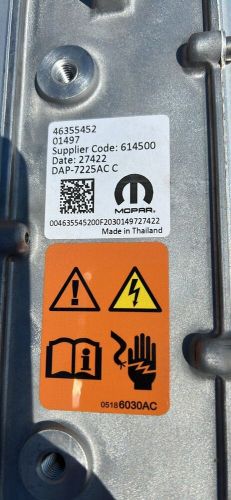 46355452
01497
Supplier Code: 614500
Date: 27422
DAP-7225AC C
MOPAR
004635545200F2030149727422
Made in Thailand
05186030AC